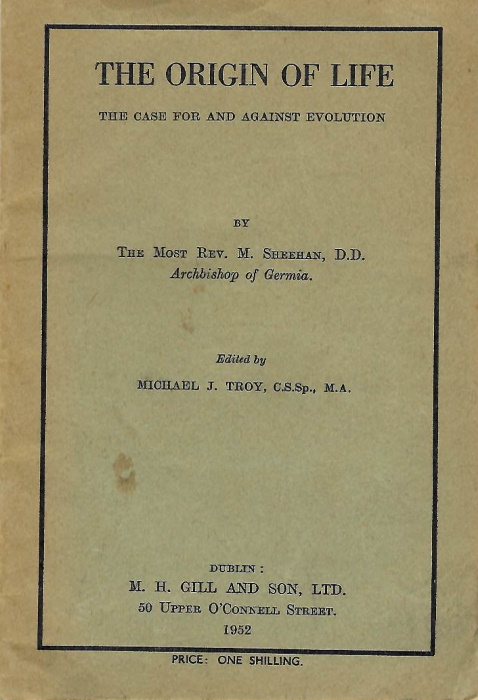 THE ORIGIN OF LIFE
THE CASE FOR AND AGAINST EVOLUTION
BY
THE MOST REV. M. SHEEHAN, D.D.
Archbishop of Germia.
Edited by
MICHAEL J. TROY, C.S.Sp., M.A.
DUBLIN :
M. H. GILL AND SON, LTD.
50 UPPER O'CONNELL STREET.
1952
PRICE: ONE SHILLING.